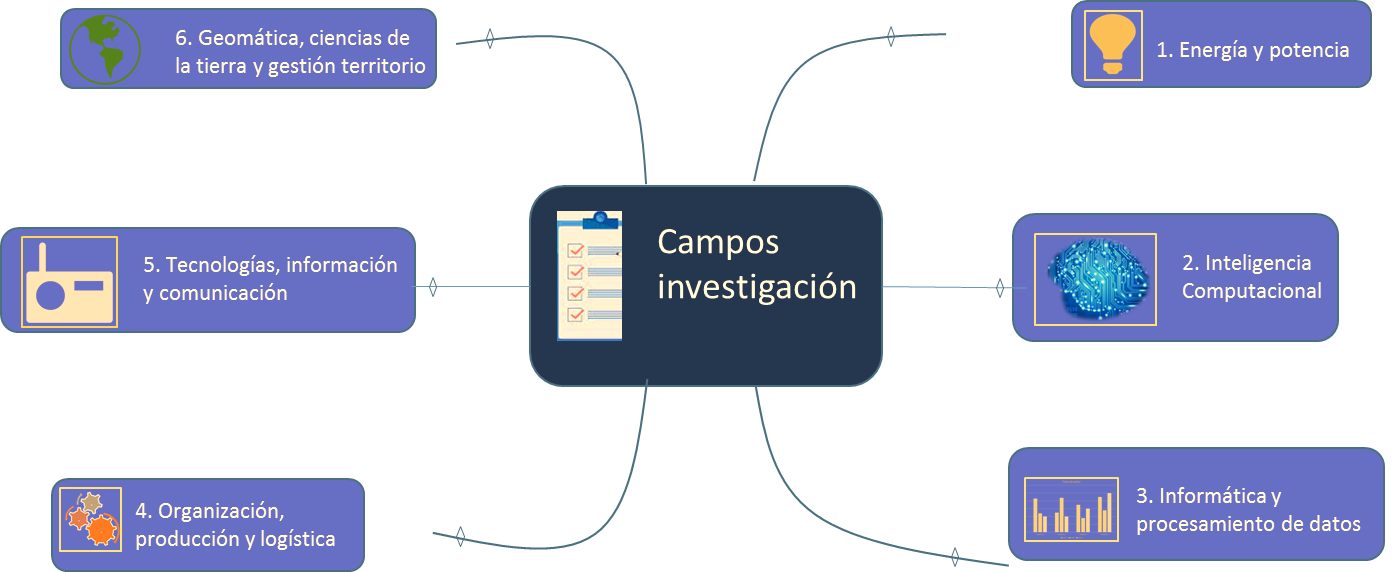 Campos
investigación
1. Energía y potencia
2. Inteligencia
Computacional
3. Informática y
procesamiento de datos
4. Organización,
producción y logística
5. Tecnologías, información
y comunicación
6. Geomática, ciencias de
la tierra y gestión territorio